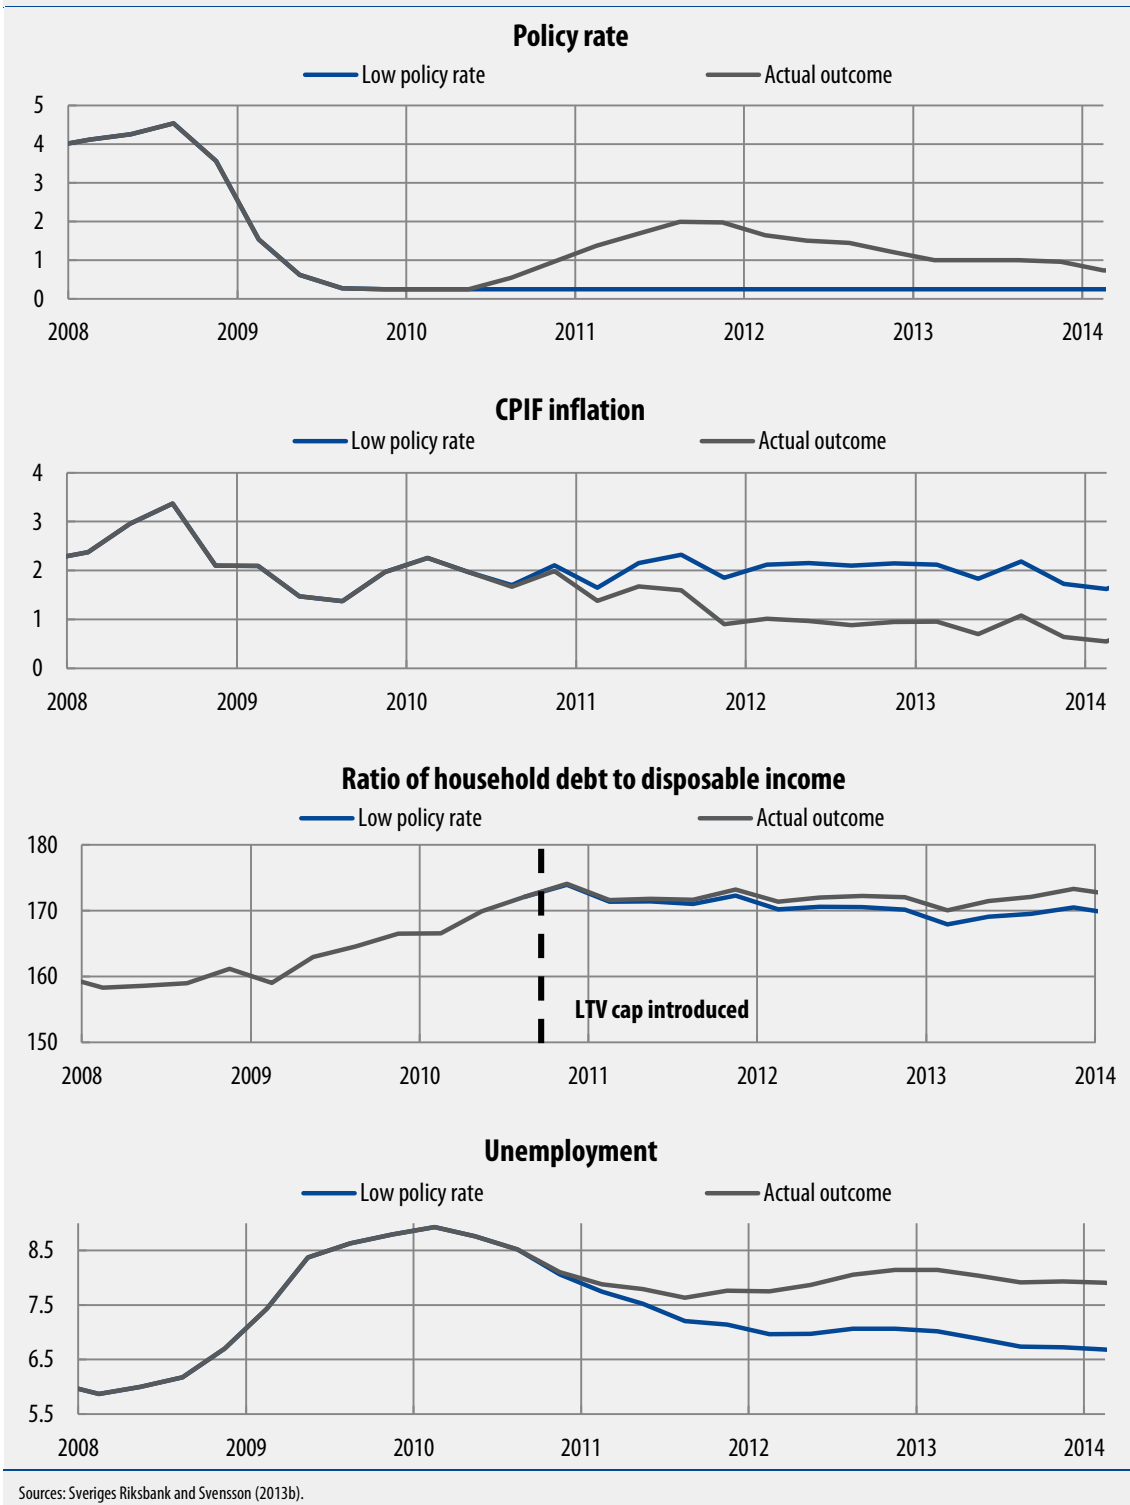 Policy rate
Low policy rate Actual outcome
5
4
3
2
1
0
2008 2009 2010 2011 2012 2013 2014
CPIF inflation
Low policy rate Actual outcome
4
3
2
1
0
2008 2009 2010 2011 2012 2013 2014
Ratio of household debt to disposable income
Low policy rate Actual outcome
180
170
160
LTV cap introduced
150
2008 2009 2010 2011 2012 2013 2014
Unemployment
Low policy rate Actual outcome
8.5
7.5
6.5
5.5
2008 2009 2010 2011 2012 2013 2014
Sources: Sveriges Riksbank and Svensson (2013b).